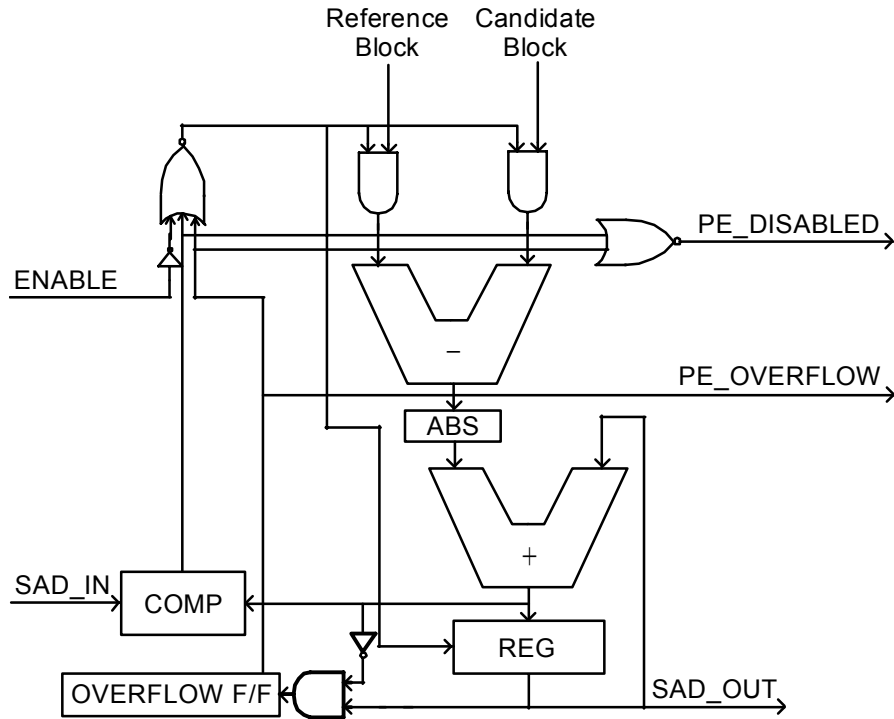 Reference
Block
Candidate
Block
PE_DISABLED
ENABLE
−
PE_OVERFLOW
ABS
+
SAD_IN
COMP
REG
OVERFLOW F/F
SAD_OUT